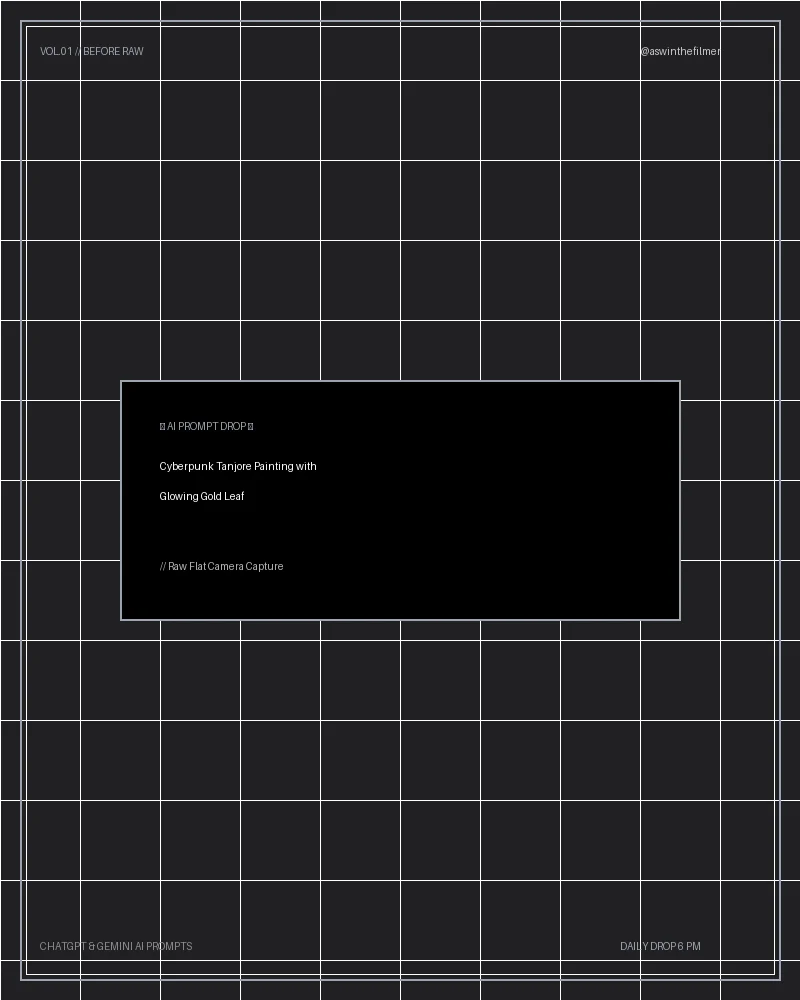 VOL.01 // BEFORE RAW
@aswinthefilmer
AI PROMPT DROP
Cyberpunk Tanjore Painting with
Glowing Gold Leaf
// Raw Flat Camera Capture
CHATGPT & GEMINI AI PROMPTS
DAILY DROP 6 PM